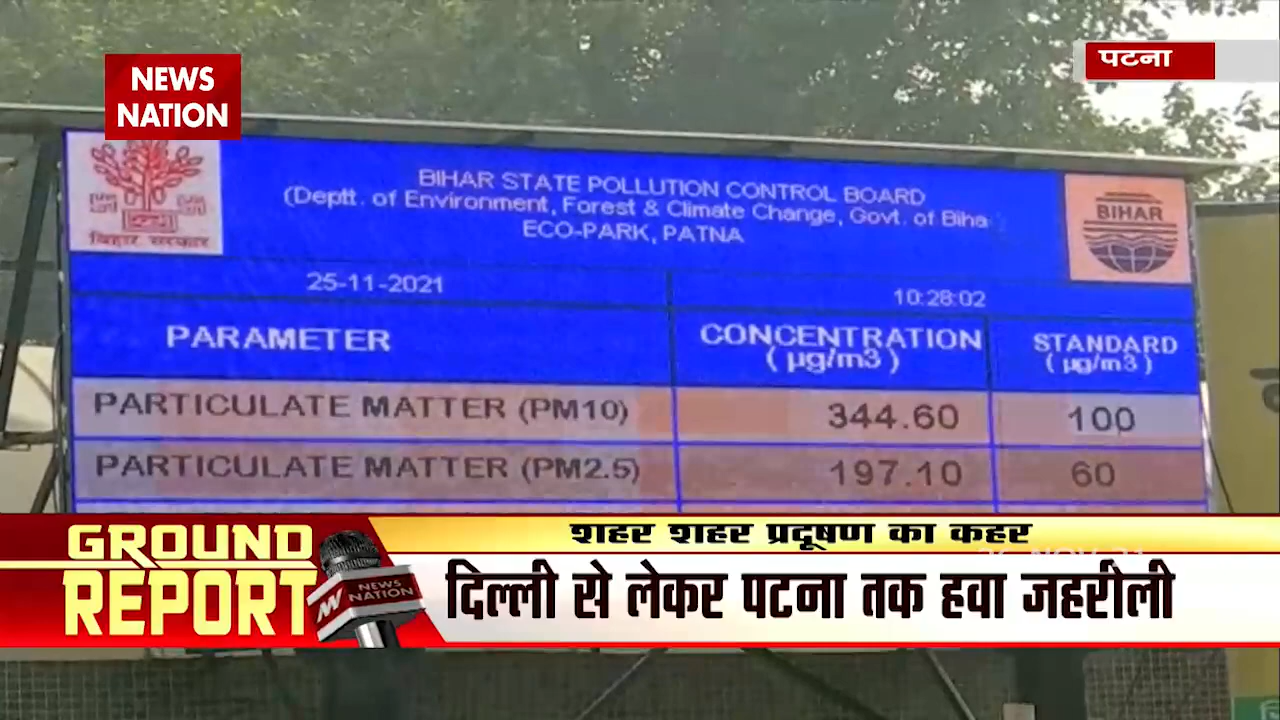 NEWS
NATION
पटना
BIHAR STATE POLLUTION CONTROL BOARD
(Deptt. of Environment, Forest & Climate Change, Govt. of Biha
ECO-PARK, PATNA
बिहार सरकार
BIHAR
25-11-2021
10:28:02
PARAMETER
CONCENTRATION
( µg/m3 )
STANDARD
( µg/m3 )
PARTICULATE MATTER (PM10)
344.60
100
PARTICULATE MATTER (PM2.5)
197.10
60
GROUND
REPORT
NEWS
NATION
शहर शहर प्रदूषण का कहर
दिल्ली से लेकर पटना तक हवा जहरीली